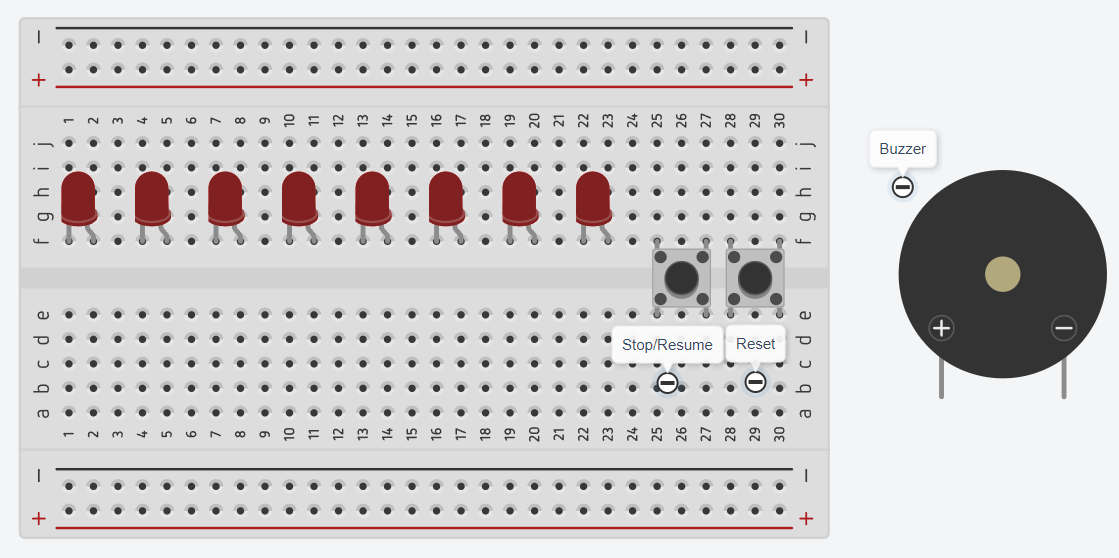 − −
+ +
1 2 3 4 5 6 7 8 9 10 11 12 13 14 15 16 17 18 19 20 21 22 23 24 25 26 27 28 29 30
j j
i i
h h
g g
f f
Buzzer
+ −
e e
d d
Stop/Resume Reset
c c
b b
a a
1 2 3 4 5 6 7 8 9 10 11 12 13 14 15 16 17 18 19 20 21 22 23 24 25 26 27 28 29 30
− −
+ +